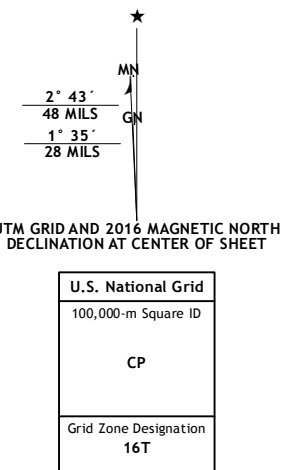 ★
MN
2° 43´
48 MILS
GN
1° 35´
28 MILS
UTM GRID AND 2016 MAGNETIC NORTH
DECLINATION AT CENTER OF SHEET
U.S. National Grid
100,000-m Square ID
CP
Grid Zone Designation
16T